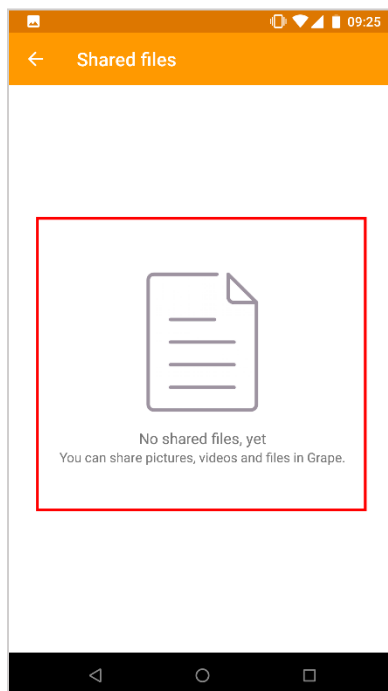 09:25
Shared files
No shared files, yet
You can share pictures, videos and files in Grape.